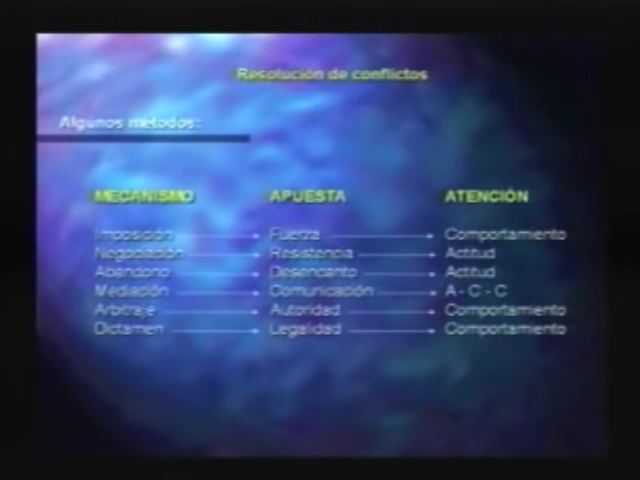 Resolución de conflictos
Algunos métodos:
MECANISMO APUESTA ATENCIÓN
Imposición Fuerza Comportamiento
Negociación Resistencia Actitud
Abandono Desencanto Actitud
Mediación Comunicación A - C - C
Arbitraje Autoridad Comportamiento
Dictamen Legalidad Comportamiento